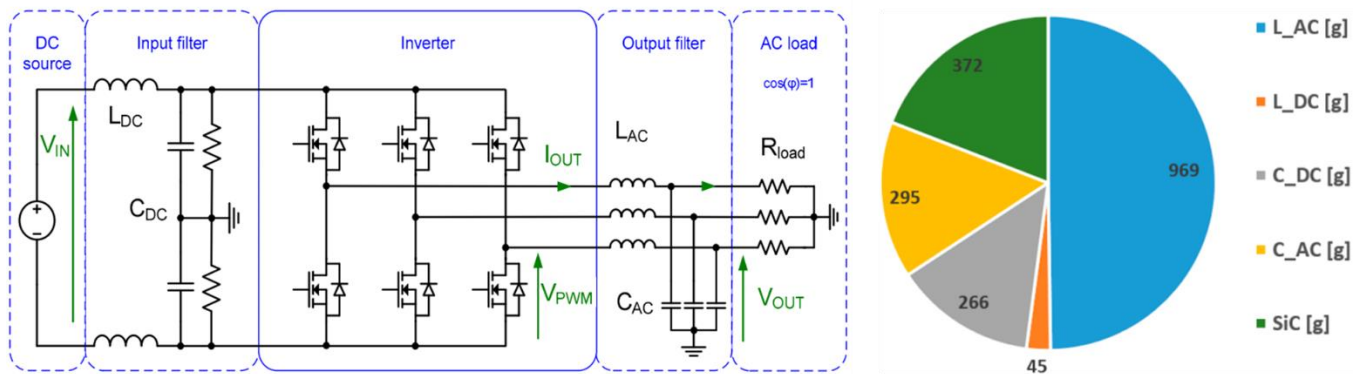 DC
source
Input filter
Inverter
Output filter
AC load
cos(φ)=1
L_DC
V_IN
C_DC
+
-
I_OUT
L_AC
R_load
V_PWM
C_AC
V_OUT
372
969
295
266
45
L_AC [g]
L_DC [g]
C_DC [g]
C_AC [g]
SiC [g]